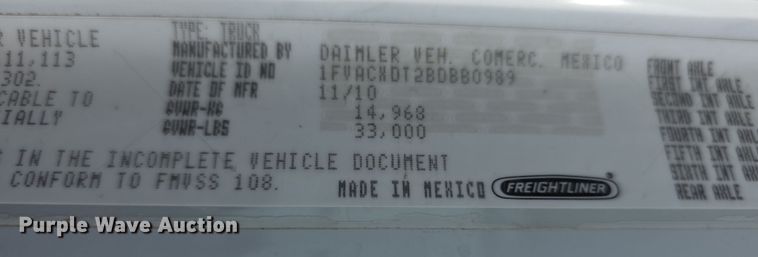 R VEHICLE
11,113
302.
CABLE TO
IALLY
TYPE: TRUCK
MANUFACTURED BY DAIMLER VEH. COMERC. MEXICO
VEHICLE ID NO 1FVACXDT2BDBB0989
DATE OF MFR 11/10
GVWR-KG 14,968
GVWR-LBS 33,000
FRONT AXLE
FIRST INT AXLE
SECOND INT AXLE
THIRD INT AXLE
FOURTH INT AXL
FIFTH INT AXL
SIXTH INT AX
REAR AXLE
IN THE INCOMPLETE VEHICLE DOCUMENT
CONFORM TO FMVSS 108.
MADE IN MEXICO FREIGHTLINER
Purple Wave Auction